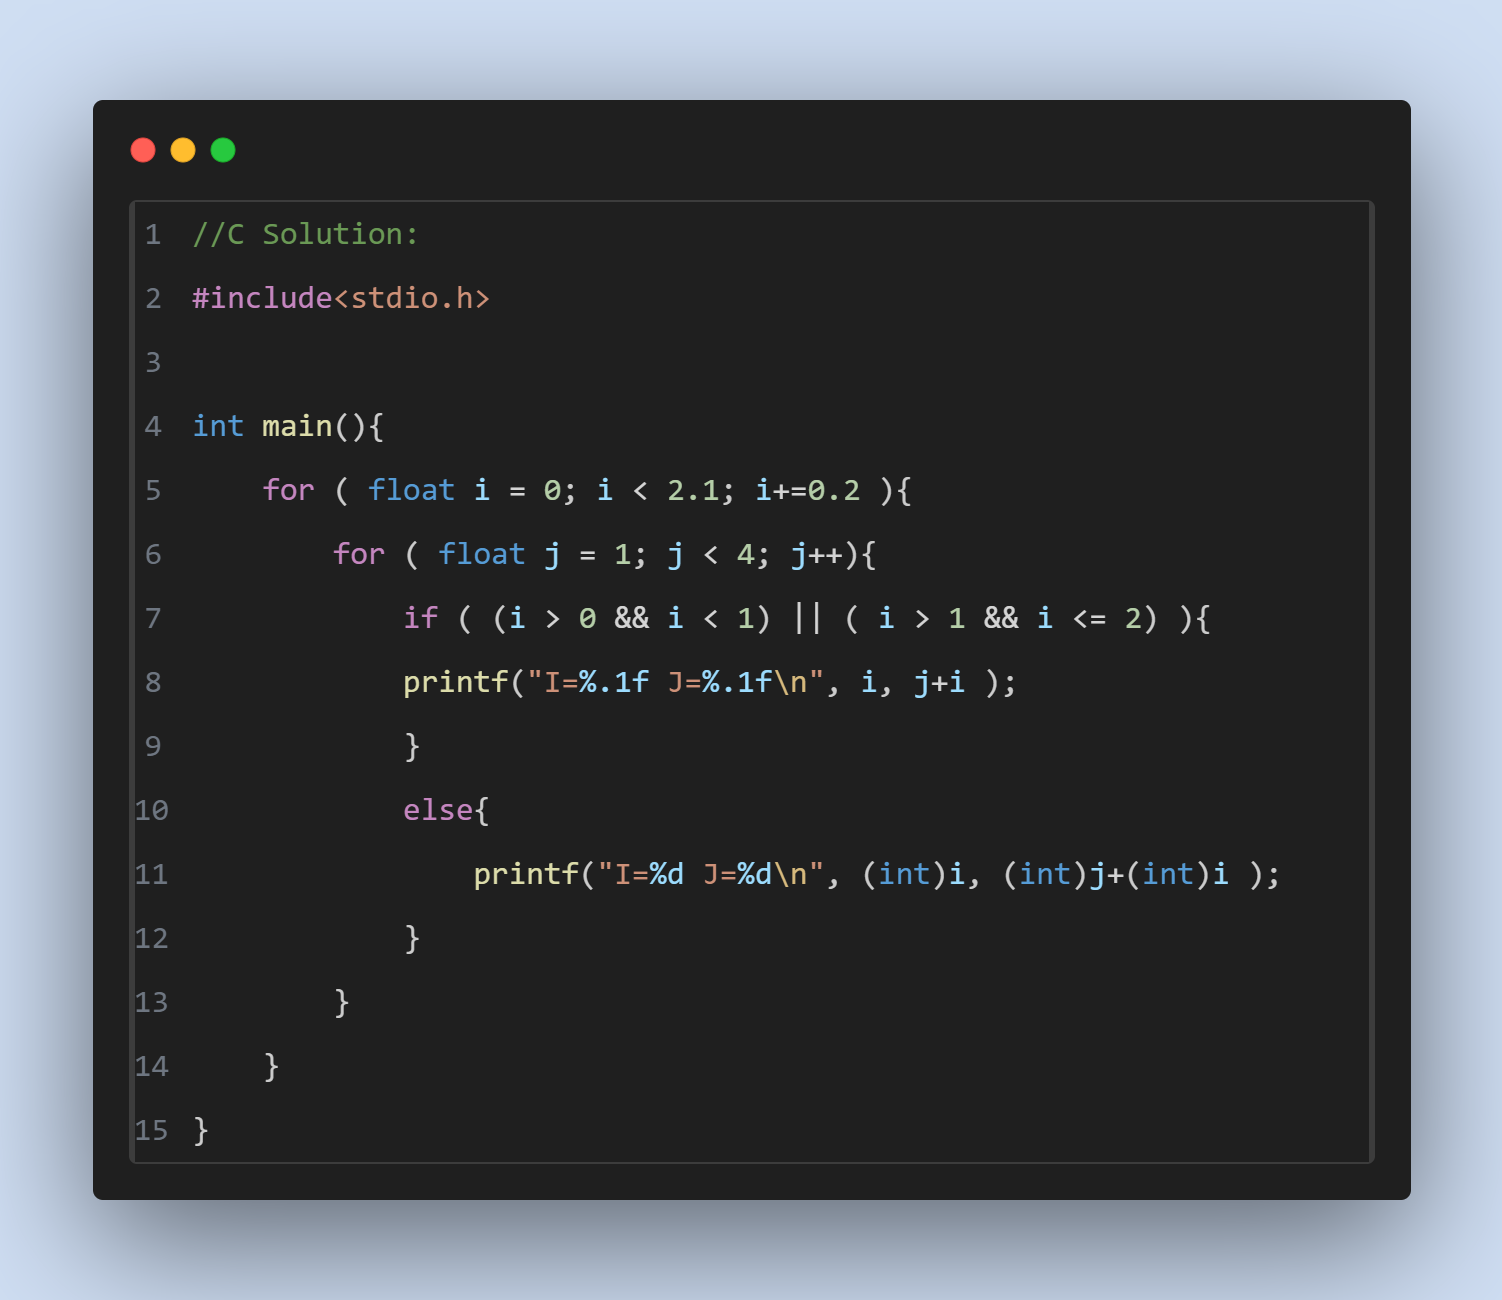 1 //C Solution:
2 #include<stdio.h>
3
4 int main(){
5     for ( float i = 0; i < 2.1; i+=0.2 ){
6         for ( float j = 1; j < 4; j++){
7             if ( (i > 0 && i < 1) || ( i > 1 && i <= 2) ){
8             printf("I=%.1f J=%.1f\n", i, j+i );
9             }
10             else{
11                 printf("I=%d J=%d\n", (int)i, (int)j+(int)i );
12             }
13         }
14     }
15 }